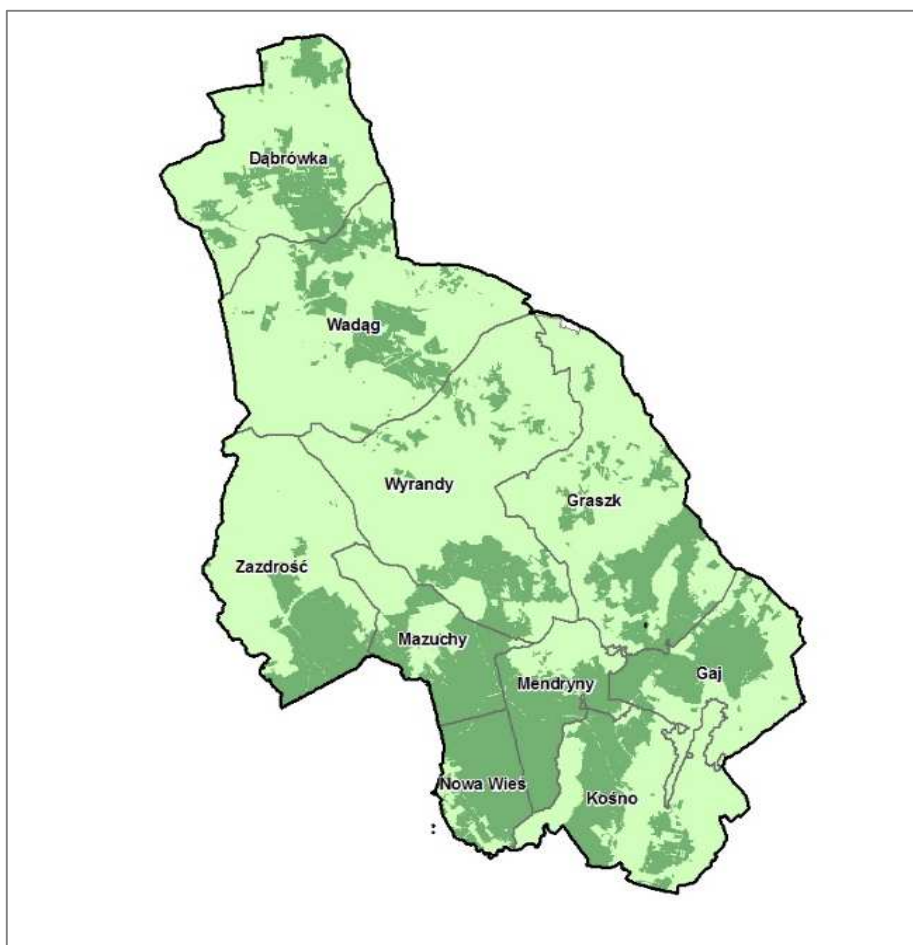 Dąbrówka
Wadąg
Wyrandy
Graszk
Zazdrość
Mazuchy
Mendryny
Gaj
Nowa Wieś
Kośno